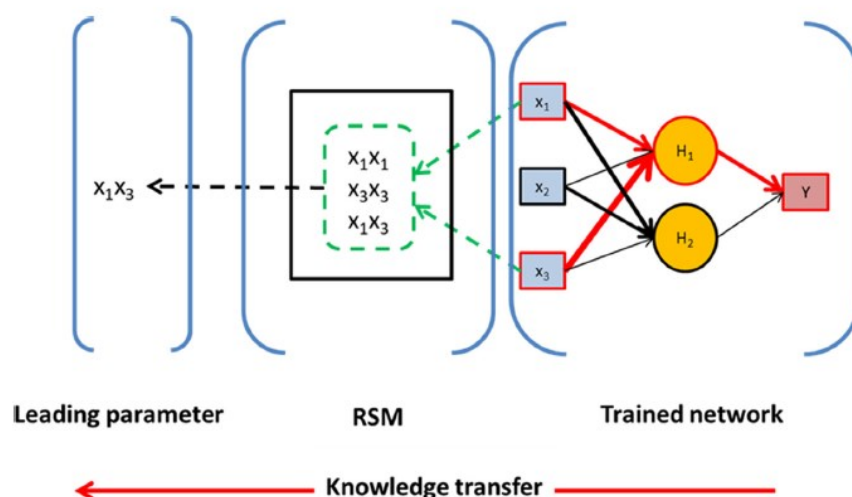 x₁x₁
x₃x₃
x₁x₃
x₁x₃
x₁
x₂
x₃
H₁
H₂
Y
Leading parameter
RSM
Trained network
Knowledge transfer